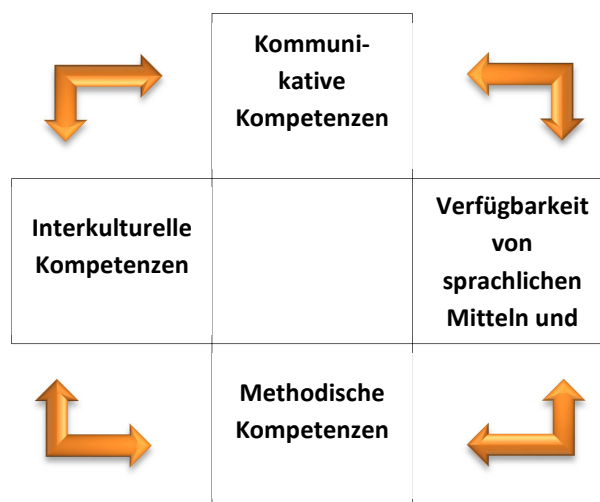 Kommuni-
kative
Kompetenzen
Interkulturelle
Kompetenzen
Verfügbarkeit
von
sprachlichen
Mitteln und
Methodische
Kompetenzen